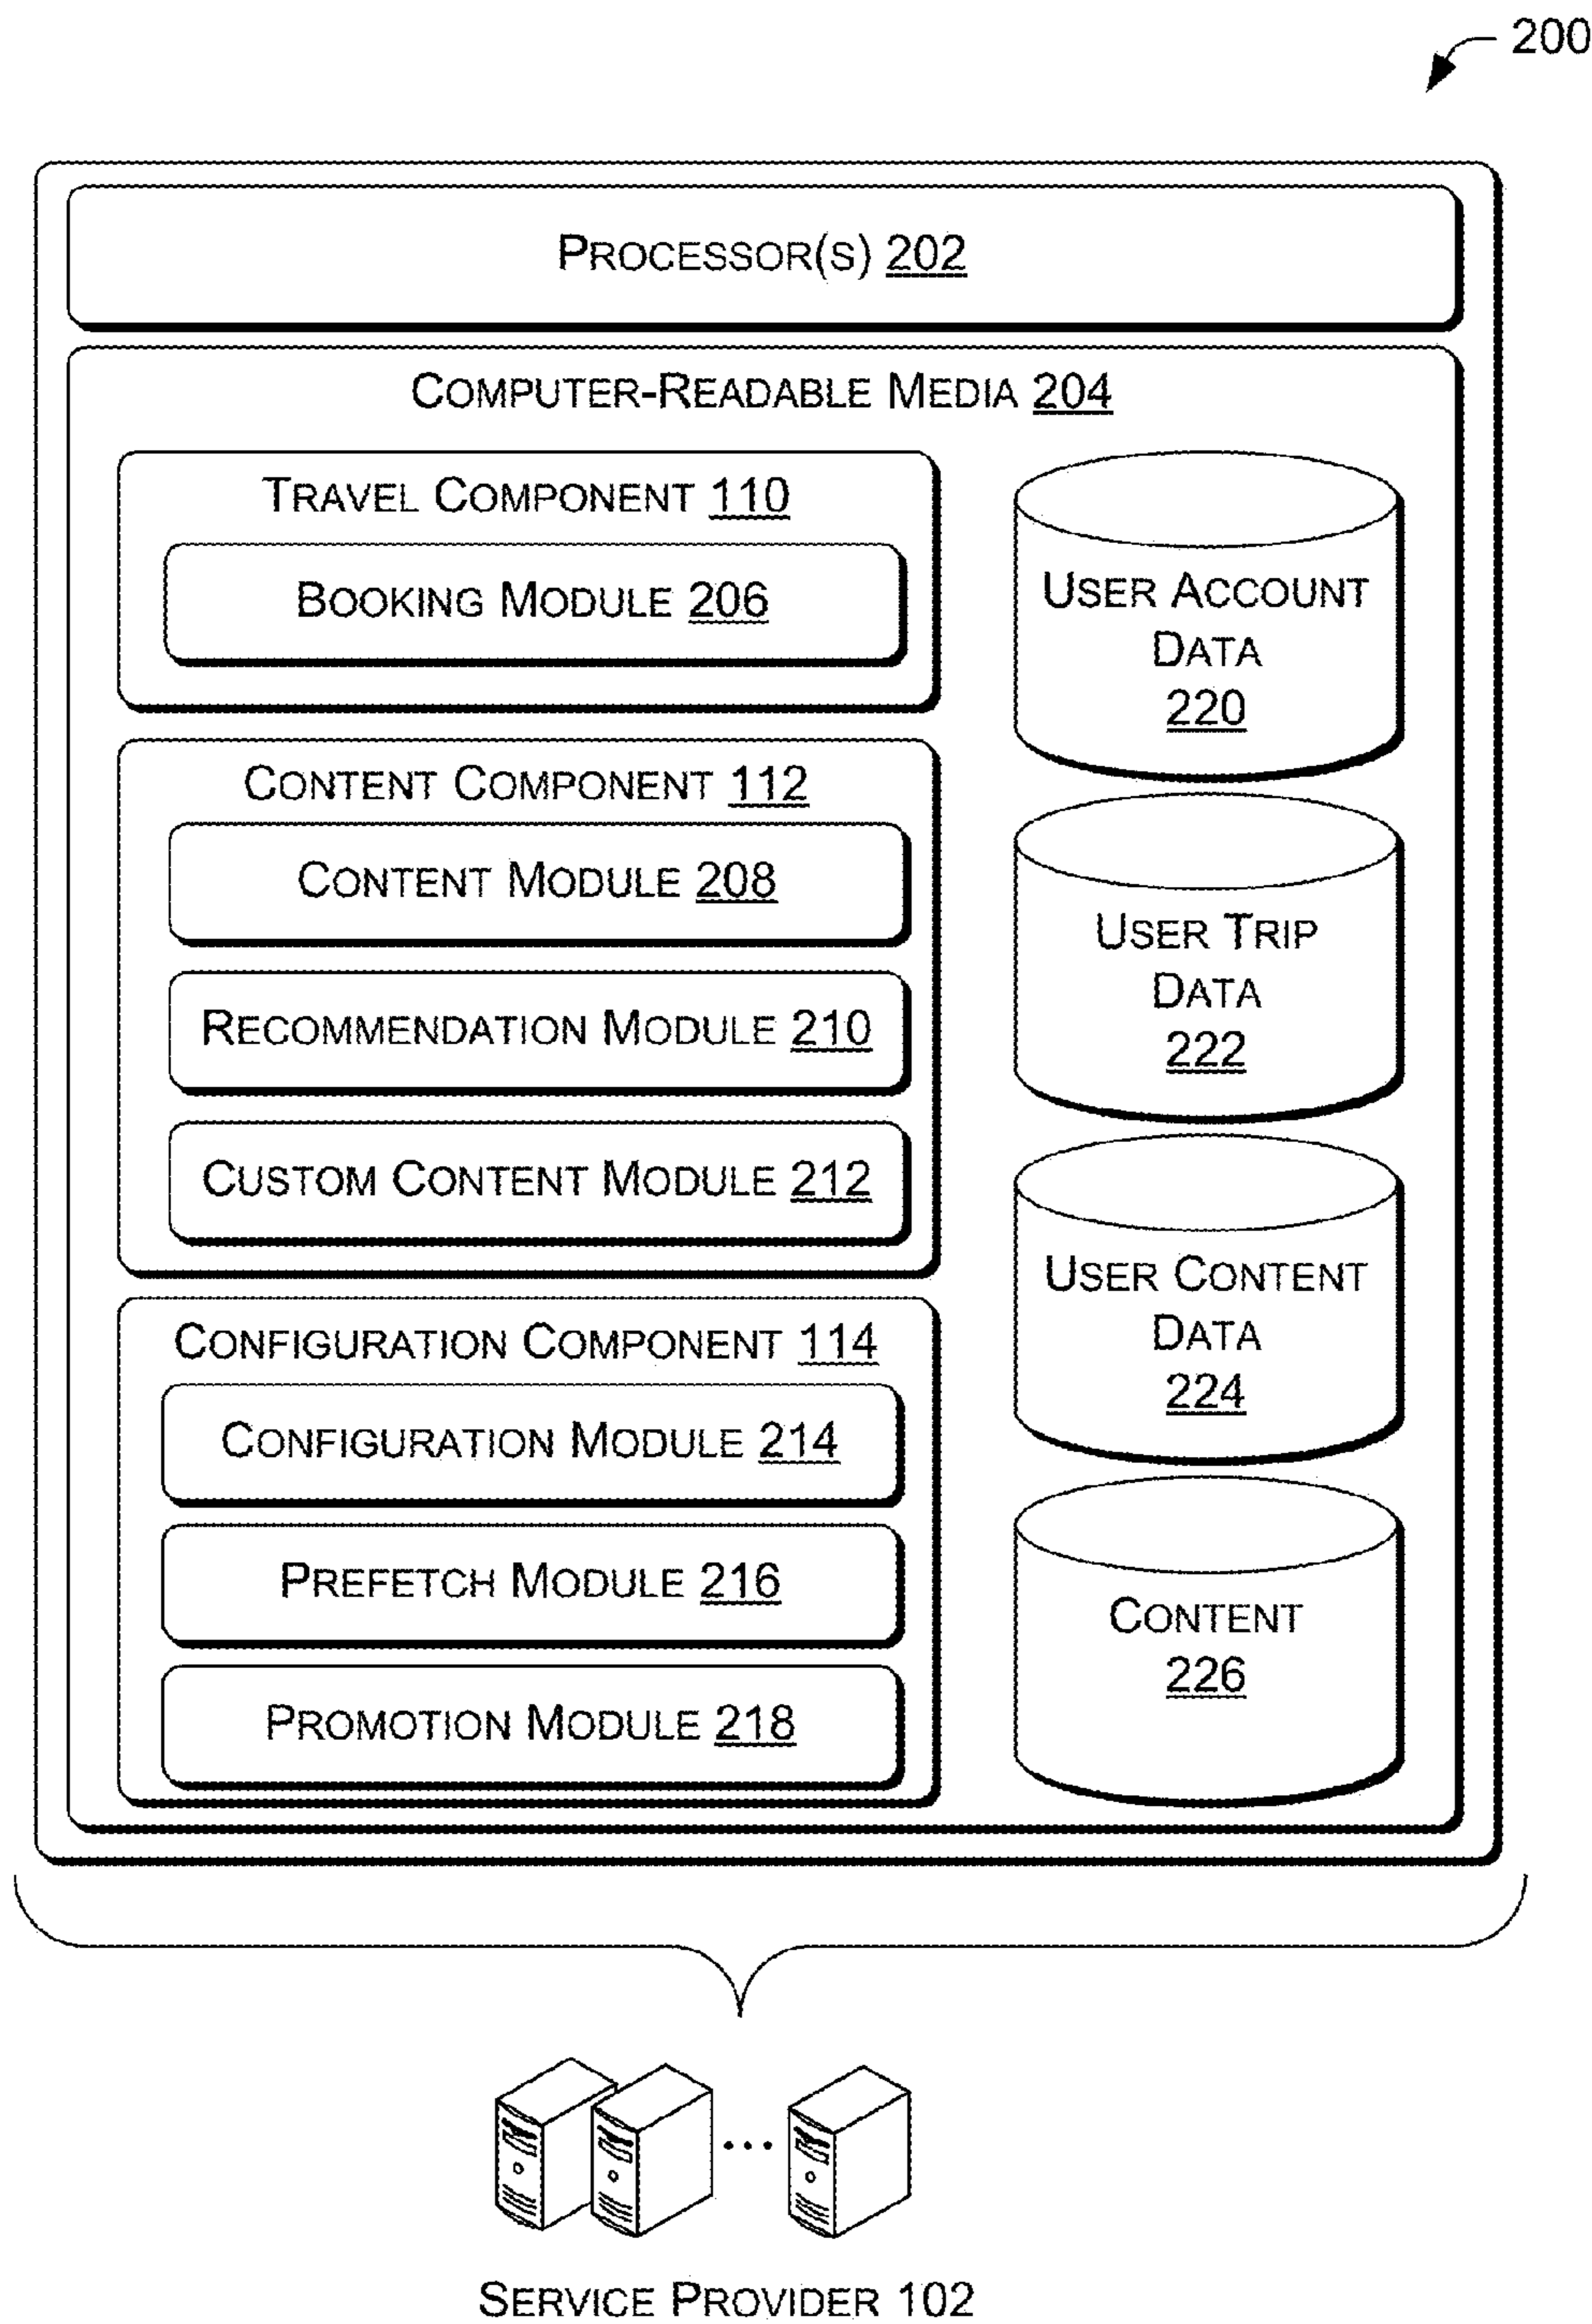 200
PROCESSOR(S) 202
COMPUTER-READABLE MEDIA 204
TRAVEL COMPONENT 110
BOOKING MODULE 206
CONTENT COMPONENT 112
CONTENT MODULE 208
RECOMMENDATION MODULE 210
CUSTOM CONTENT MODULE 212
CONFIGURATION COMPONENT 114
CONFIGURATION MODULE 214
PREFETCH MODULE 216
PROMOTION MODULE 218
USER ACCOUNT
DATA
220
USER TRIP
DATA
222
USER CONTENT
DATA
224
CONTENT
226
SERVICE PROVIDER 102